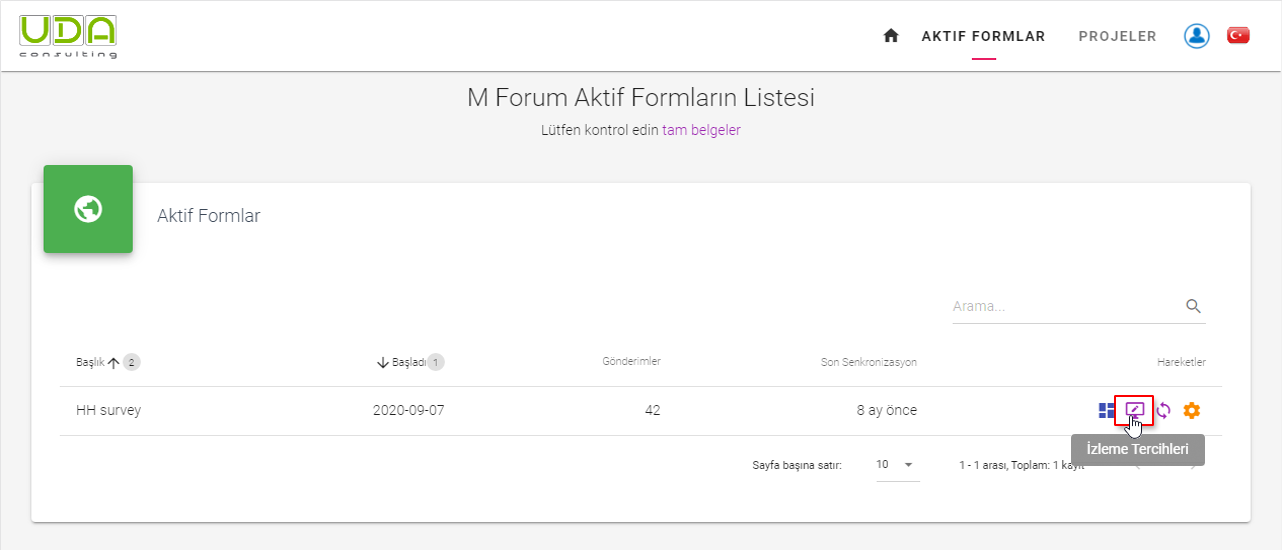 UDA
consulting
AKTIF FORMLAR
PROJELER
M Forum Aktif Formların Listesi
Lütfen kontrol edin tam belgeler
Aktif Formlar
Arama...
Başlık 2 Başladı 1 Gönderimler Son Senkronizasyon Hareketler
HH survey 2020-09-07 42 8 ay önce
İzleme Tercihleri
Sayfa başına satır: 10 1 - 1 arası, Toplam: 1 kayıt